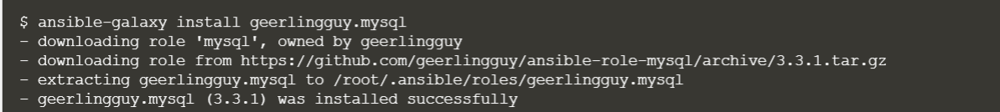 $ ansible-galaxy install geerlingguy.mysql
- downloading role 'mysql', owned by geerlingguy
- downloading role from https://github.com/geerlingguy/ansible-role-mysql/archive/3.3.1.tar.gz
- extracting geerlingguy.mysql to /root/.ansible/roles/geerlingguy.mysql
- geerlingguy.mysql (3.3.1) was installed successfully